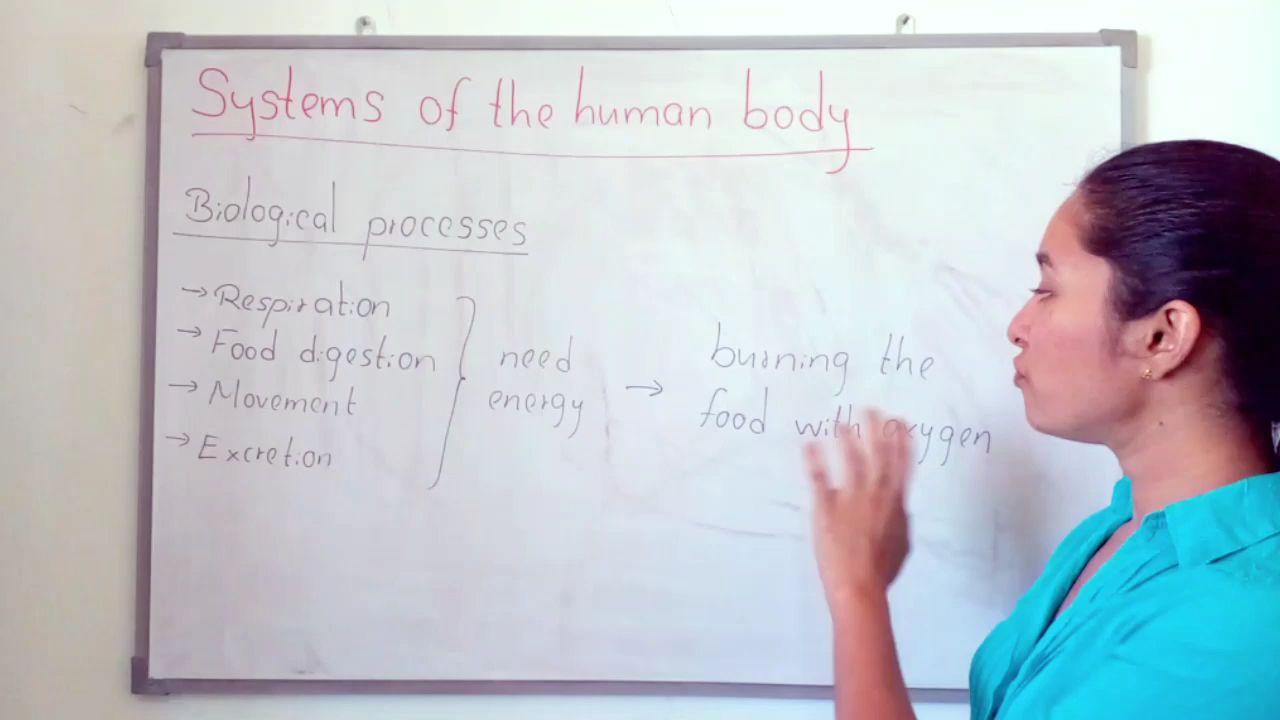 Systems of the human body
Biological processes
→ Respiration
→ Food digestion
→ Movement
→ Excretion
need
energy
→
burning the
food with oxygen